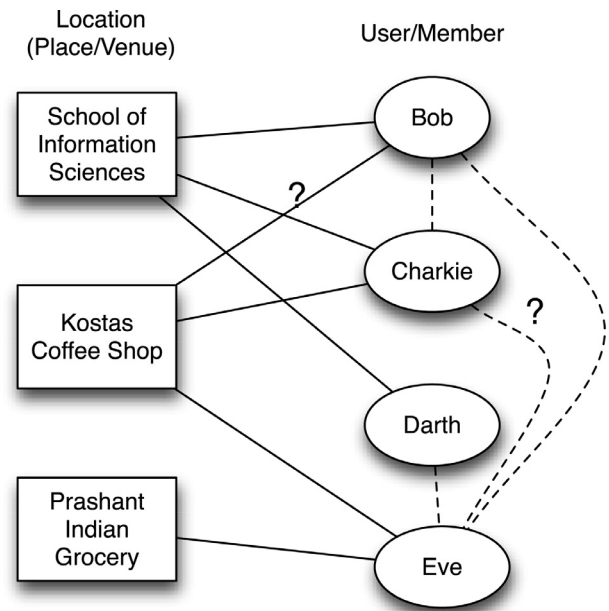 Location
(Place/Venue)
User/Member
School of
Information
Sciences
Bob
?
Charkie
Kostas
Coffee Shop
?
Darth
Prashant
Indian
Grocery
Eve